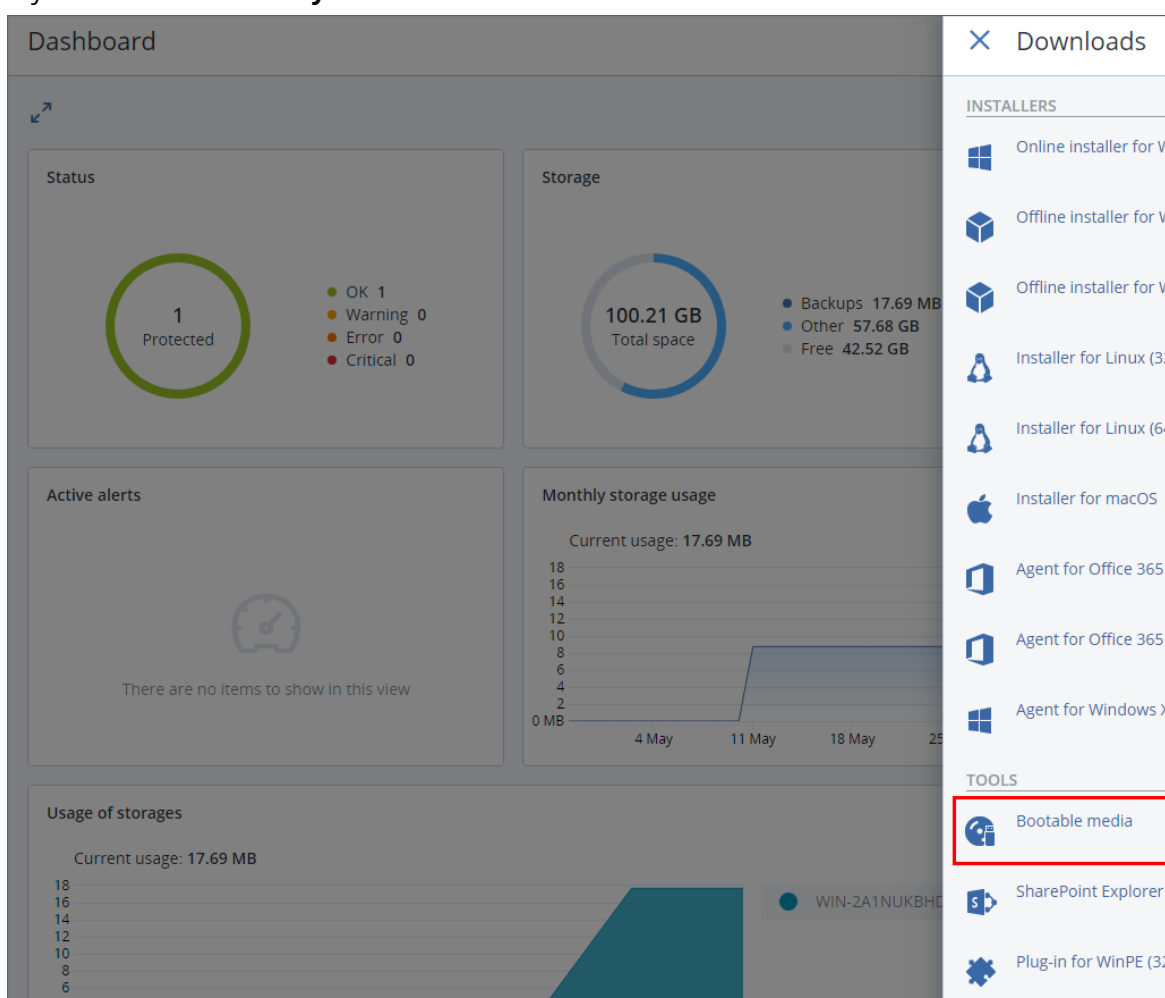 Dashboard
Status
1
Protected
OK 1
Warning 0
Error 0
Critical 0
Storage
100.21 GB
Total space
Backups 17.69 MB
Other 57.68 GB
Free 42.52 GB
Active alerts
There are no items to show in this view
Monthly storage usage
Current usage: 17.69 MB
18
16
14
12
10
8
6
4
2
0 MB
4 May 11 May 18 May 25
Usage of storages
Current usage: 17.69 MB
18
16
14
12
10
8
6
WIN-2A1NUKBH
Downloads
INSTALLERS
Online installer for W
Offline installer for W
Offline installer for W
Installer for Linux (32
Installer for Linux (64
Installer for macOS
Agent for Office 365
Agent for Office 365
Agent for Windows X
TOOLS
Bootable media
SharePoint Explorer
Plug-in for WinPE (32